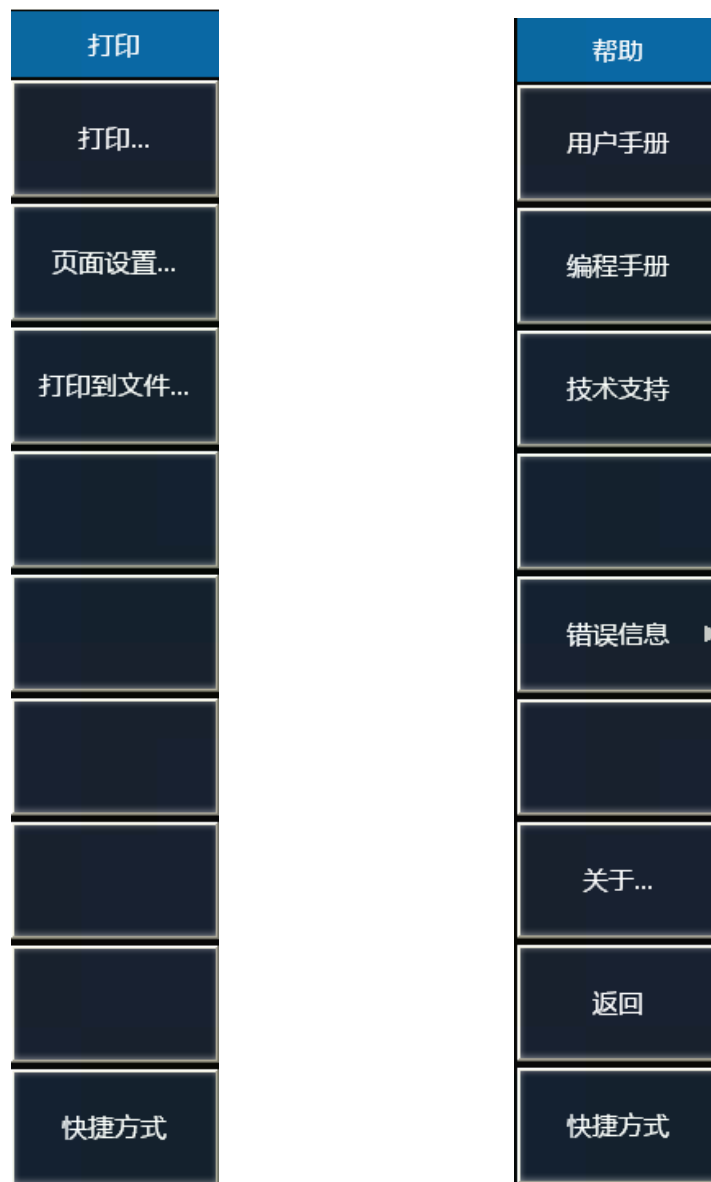 打印
打印...
页面设置...
打印到文件...
快捷方式
帮助
用户手册
编程手册
技术支持
错误信息
关于...
返回
快捷方式